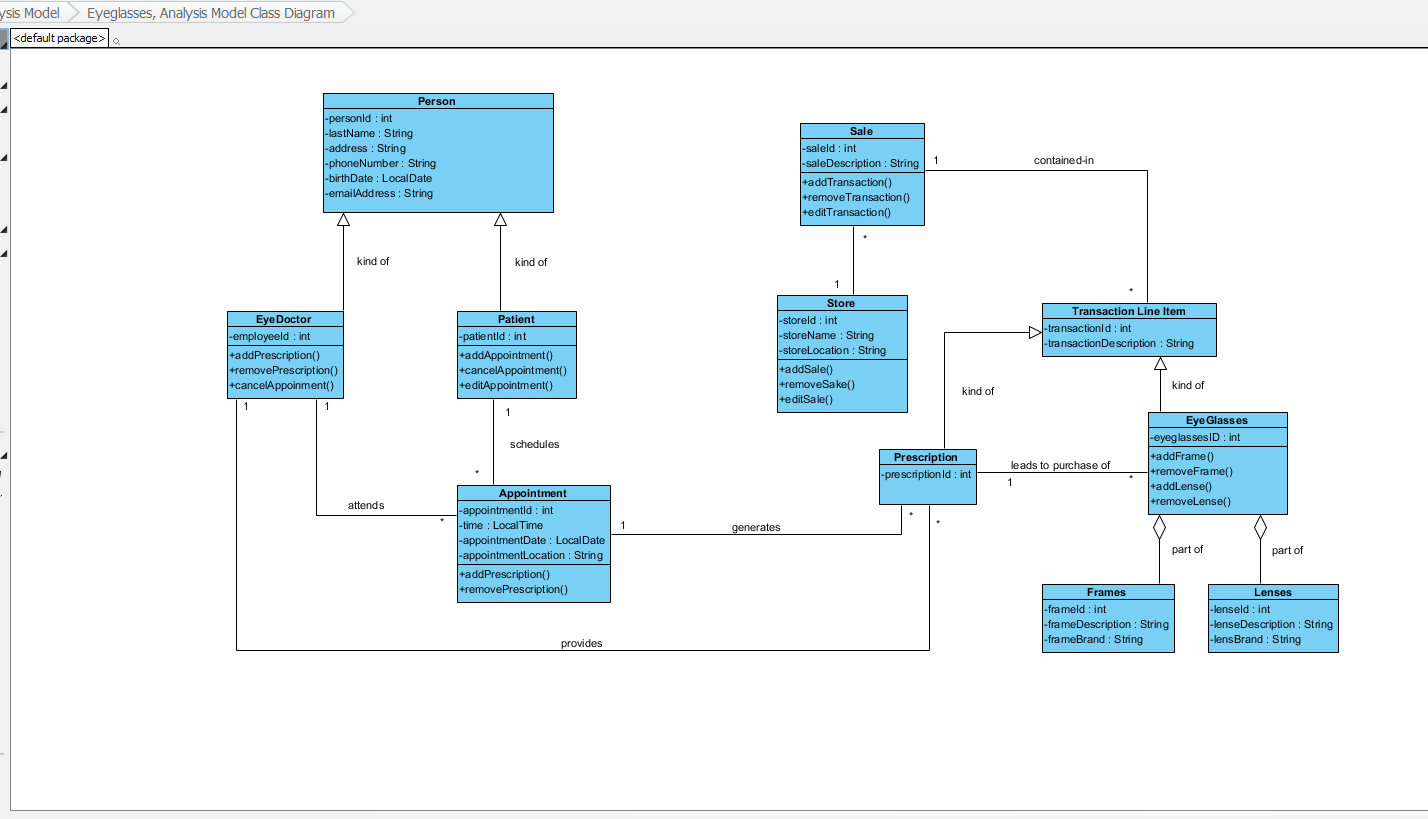 ysis Model
Eyeglasses, Analysis Model Class Diagram
<default package>
Person
-personId : int
-lastName : String
-address : String
-phoneNumber : String
-birthDate : LocalDate
-emailAddress : String
kind of
kind of
EyeDoctor
-employeeId : int
+addPrescription()
+removePrescription()
+cancelAppoinment()
1
1
Patient
-patientId : int
+addAppointment()
+cancelAppointment()
+editAppointment()
1
schedules
*
attends
*
Appointment
-appointmentId : int
-time : LocalTime
-appointmentDate : LocalDate
-appointmentLocation : String
+addPrescription()
+removePrescription()
1
generates
*
*
provides
Sale
-saleId : int
-saleDescription : String
+addTransaction()
+removeTransaction()
+editTransaction()
1
contained-in
*
*
1
Store
-storeId : int
-storeName : String
-storeLocation : String
+addSale()
+removeSake()
+editSale()
Transaction Line Item
-transactionId : int
-transactionDescription : String
kind of
kind of
Prescription
-prescriptionId : int
leads to purchase of
1
*
EyeGlasses
-eyeglassesID : int
+addFrame()
+removeFrame()
+addLense()
+removeLense()
part of
part of
Frames
-frameId : int
-frameDescription : String
-frameBrand : String
Lenses
-lenseId : int
-lenseDescription : String
-lensBrand : String